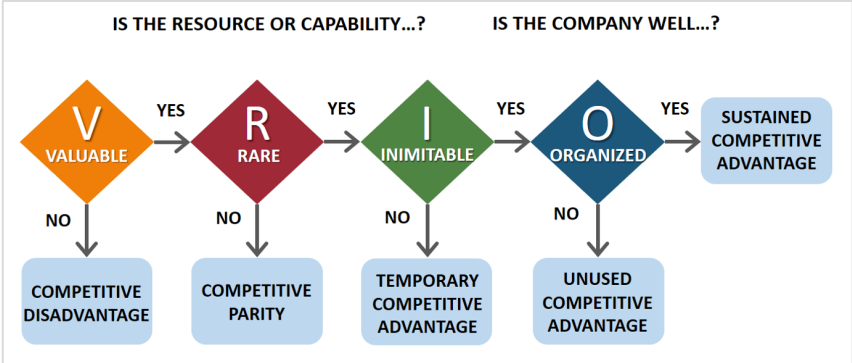 IS THE RESOURCE OR CAPABILITY...?
IS THE COMPANY WELL...?
V
VALUABLE
YES
R
RARE
YES
I
INIMITABLE
YES
O
ORGANIZED
YES
SUSTAINED
COMPETITIVE
ADVANTAGE
NO
NO
NO
NO
COMPETITIVE
DISADVANTAGE
COMPETITIVE
PARITY
TEMPORARY
COMPETITIVE
ADVANTAGE
UNUSED
COMPETITIVE
ADVANTAGE